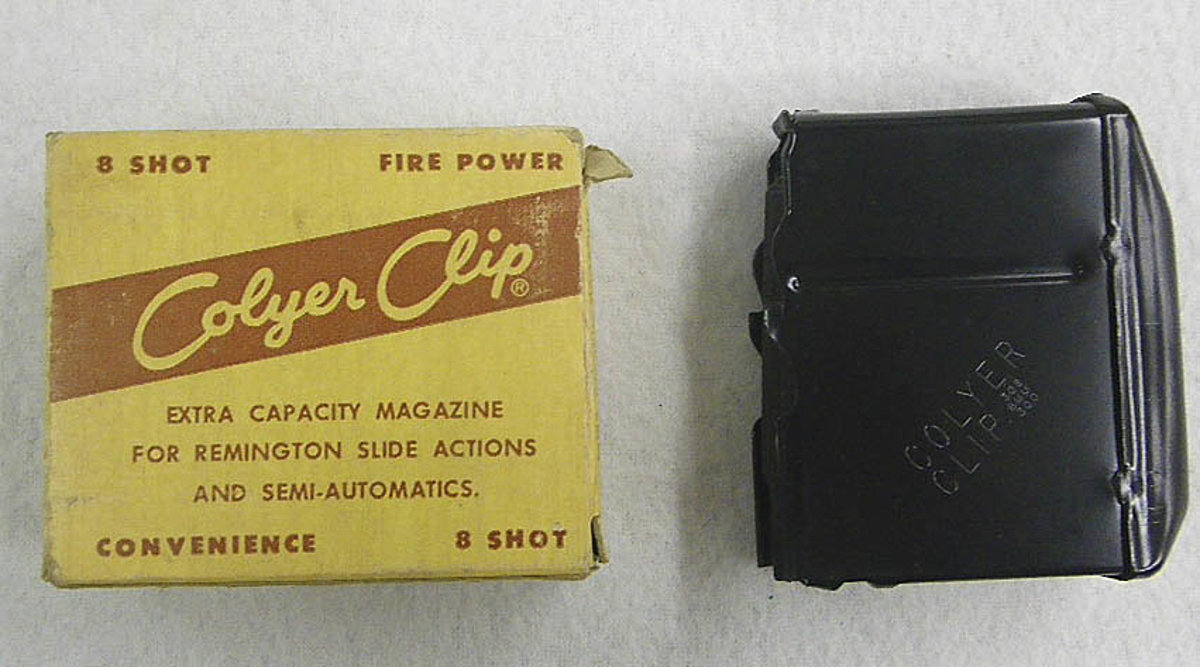 8 SHOT FIRE POWER
Colyer Clip®
EXTRA CAPACITY MAGAZINE
FOR REMINGTON SLIDE ACTIONS
AND SEMI-AUTOMATICS.
CONVENIENCE 8 SHOT
COLYER
CLIP